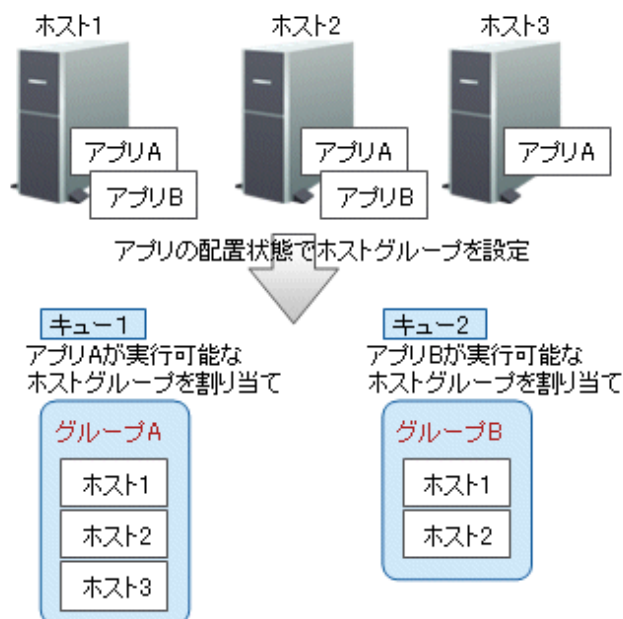 ホスト1
ホスト2
ホスト3
アプリA
アプリB
アプリA
アプリB
アプリA
アプリの配置状態でホストグループを設定
キュー1
アプリAが実行可能な
ホストグループを割り当て
グループA
ホスト1
ホスト2
ホスト3
キュー2
アプリBが実行可能な
ホストグループを割り当て
グループB
ホスト1
ホスト2